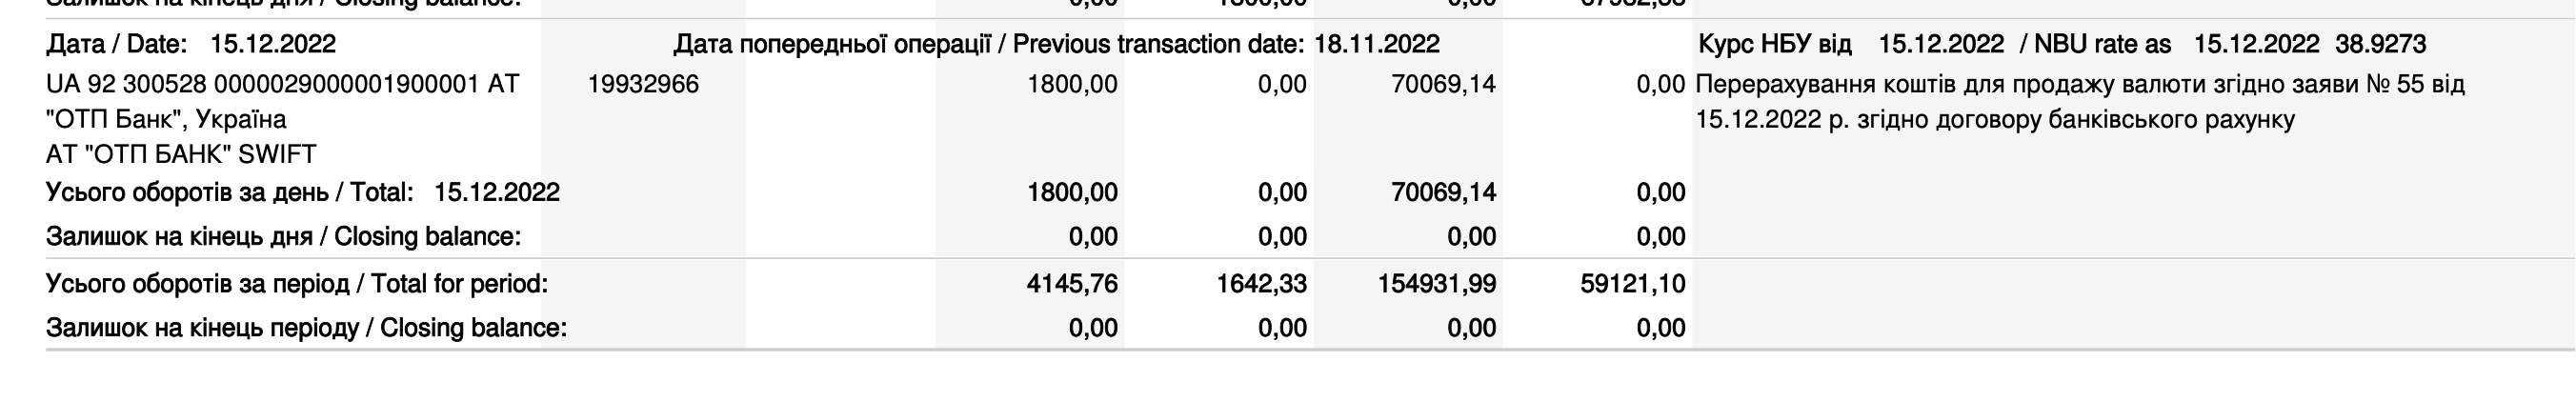 Залишок на кінець дня / Closing balance: 0,00 1800,00 0,00
Дата / Date: 15.12.2022 Дата попередньої операції / Previous transaction date: 18.11.2022 Курс НБУ від 15.12.2022 / NBU rate as 15.12.2022 38.9273
UA 92 300528 0000029000001900001 АТ 19932966 1800,00 0,00 70069,14 0,00 Перерахування коштів для продажу валюти згідно заяви № 55 від
"ОТП Банк", Україна 15.12.2022 р. згідно договору банківського рахунку
АТ "ОТП БАНК" SWIFT
Усього оборотів за день / Total: 15.12.2022 1800,00 0,00 70069,14 0,00
Залишок на кінець дня / Closing balance: 0,00 0,00 0,00 0,00
Усього оборотів за період / Total for period: 4145,76 1642,33 154931,99 59121,10
Залишок на кінець періоду / Closing balance: 0,00 0,00 0,00 0,00